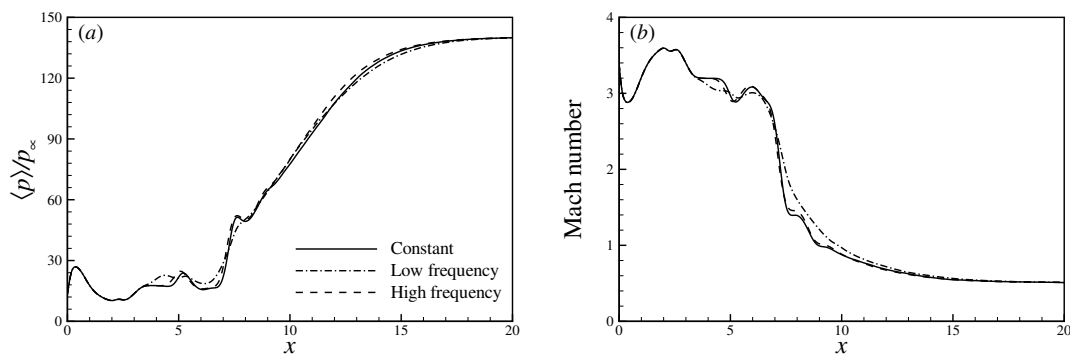 (a)
150
120
90
60
30
0
⟨p⟩/p∝
0 5 10 15 20
x
Constant
Low frequency
High frequency
(b)
4
3
2
1
0
Mach number
0 5 10 15 20
x